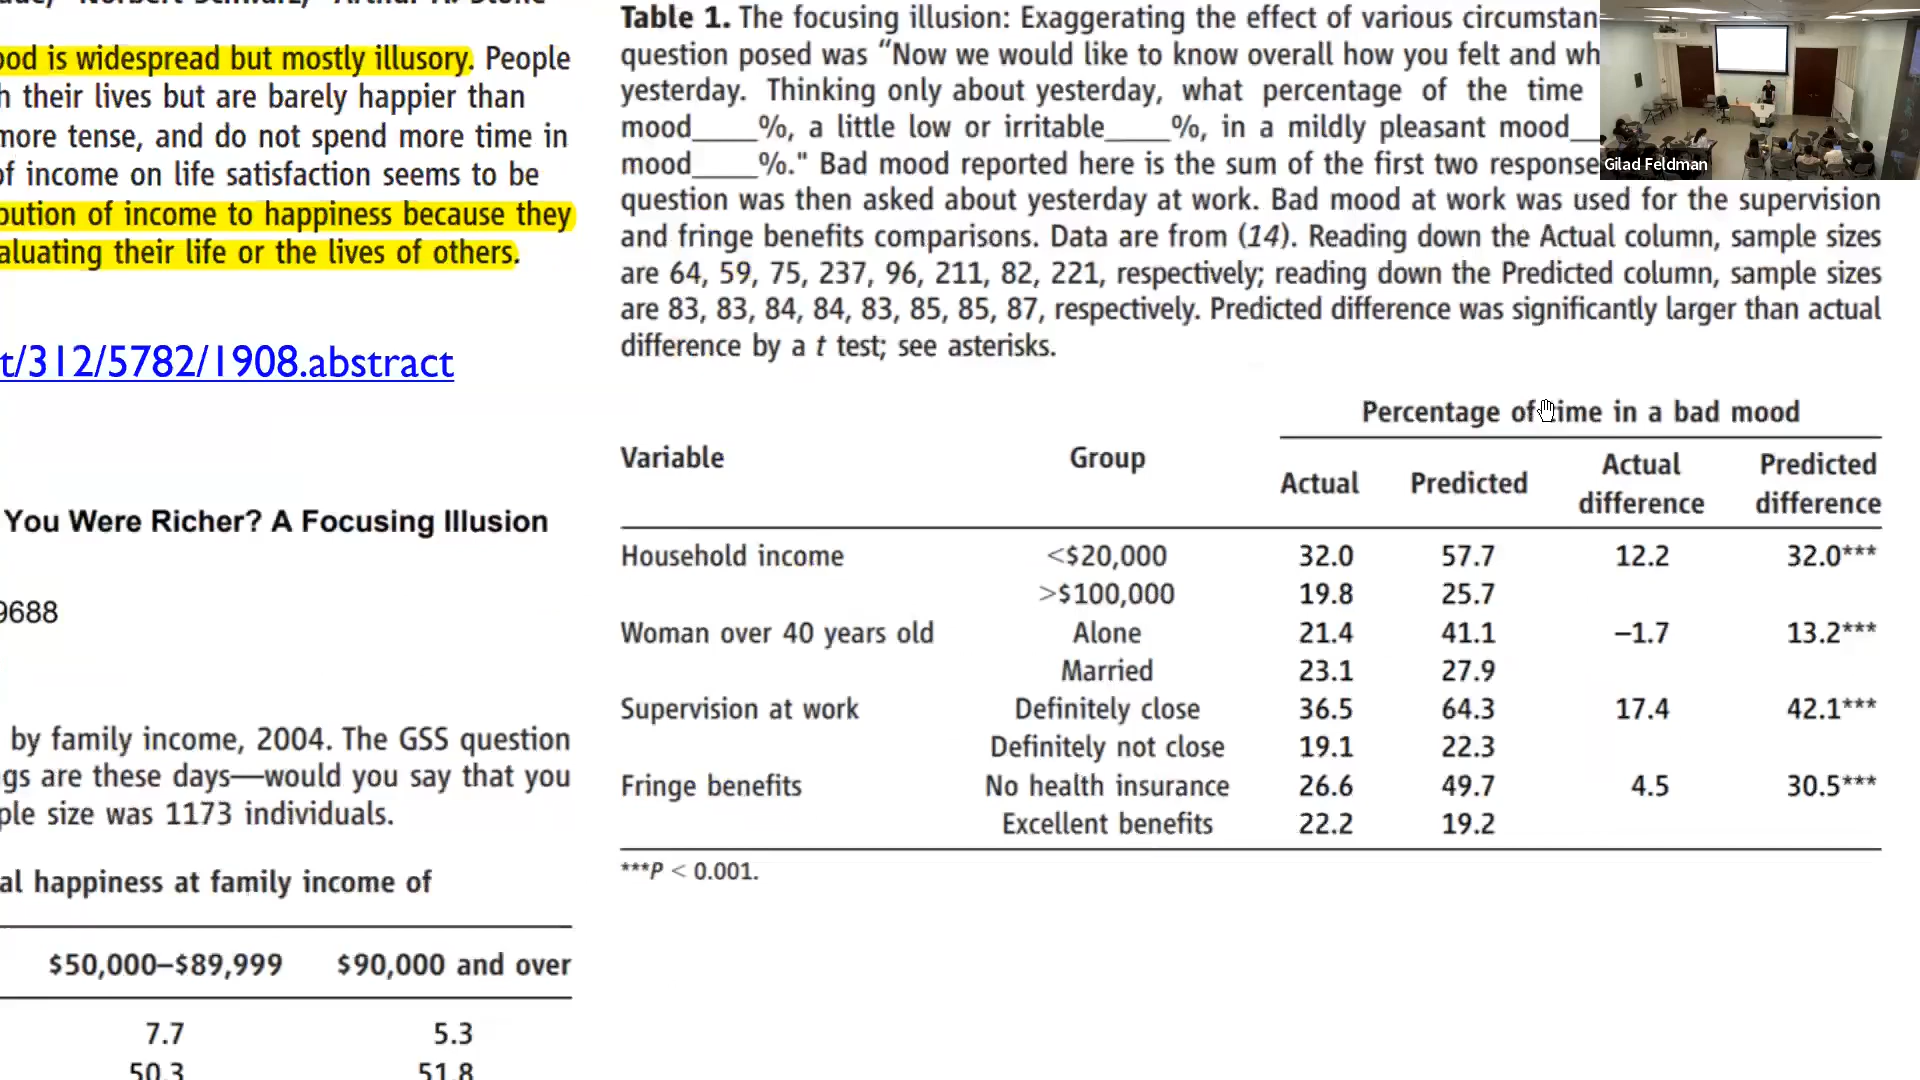 ood is widespread but mostly illusory. People
h their lives but are barely happier than
more tense, and do not spend more time in
of income on life satisfaction seems to be
bution of income to happiness because they
aluating their life or the lives of others.
t/312/5782/1908.abstract
You Were Richer? A Focusing Illusion
9688
by family income, 2004. The GSS question
gs are these days—would you say that you
ple size was 1173 individuals.
al happiness at family income of
$50,000–$89,999 $90,000 and over
7.7 5.3
50.3 51.8
Table 1. The focusing illusion: Exaggerating the effect of various circumstan
question posed was “Now we would like to know overall how you felt and wh
yesterday. Thinking only about yesterday, what percentage of the time
mood____%, a little low or irritable____%, in a mildly pleasant mood__
mood____%." Bad mood reported here is the sum of the first two response
question was then asked about yesterday at work. Bad mood at work was used for the supervision
and fringe benefits comparisons. Data are from (14). Reading down the Actual column, sample sizes
are 64, 59, 75, 237, 96, 211, 82, 221, respectively; reading down the Predicted column, sample sizes
are 83, 83, 84, 84, 83, 85, 85, 87, respectively. Predicted difference was significantly larger than actual
difference by a t test; see asterisks.
Percentage of time in a bad mood
Variable Group Actual Predicted Actual difference Predicted difference
Household income <$20,000 32.0 57.7 12.2 32.0***
>$100,000 19.8 25.7
Woman over 40 years old Alone 21.4 41.1 –1.7 13.2***
Married 23.1 27.9
Supervision at work Definitely close 36.5 64.3 17.4 42.1***
Definitely not close 19.1 22.3
Fringe benefits No health insurance 26.6 49.7 4.5 30.5***
Excellent benefits 22.2 19.2
***P < 0.001.
Gilad Feldman